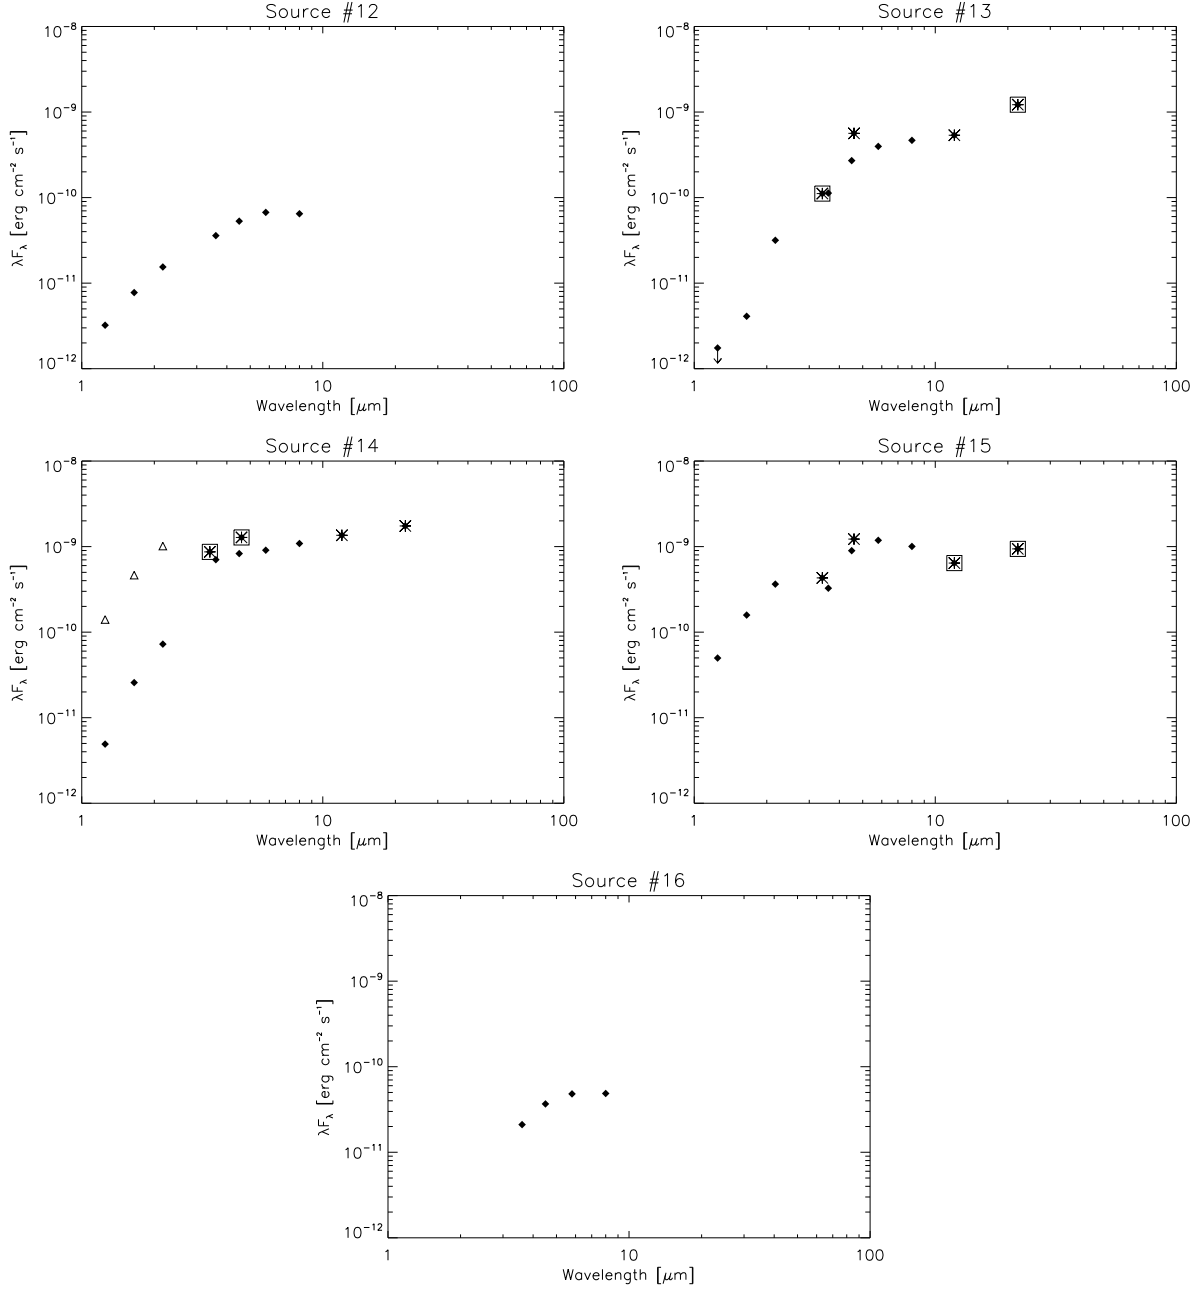 Source #12
10⁻⁸
10⁻⁹
10⁻¹⁰
10⁻¹¹
10⁻¹²
λFλ [erg cm⁻² s⁻¹]
1 10 100
Wavelength [μm]
Source #13
10⁻⁸
10⁻⁹
10⁻¹⁰
10⁻¹¹
10⁻¹²
λFλ [erg cm⁻² s⁻¹]
1 10 100
Wavelength [μm]
Source #14
10⁻⁸
10⁻⁹
10⁻¹⁰
10⁻¹¹
10⁻¹²
λFλ [erg cm⁻² s⁻¹]
1 10 100
Wavelength [μm]
Source #15
10⁻⁸
10⁻⁹
10⁻¹⁰
10⁻¹¹
10⁻¹²
λFλ [erg cm⁻² s⁻¹]
1 10 100
Wavelength [μm]
Source #16
10⁻⁸
10⁻⁹
10⁻¹⁰
10⁻¹¹
10⁻¹²
λFλ [erg cm⁻² s⁻¹]
1 10 100
Wavelength [μm]